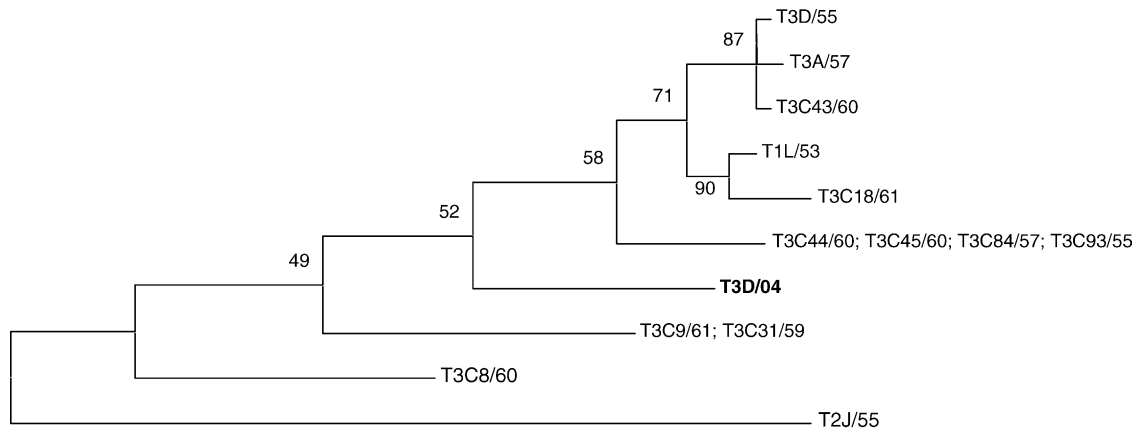 T3D/55
87
T3A/57
71
T3C43/60
T1L/53
58
90
T3C18/61
52
T3C44/60; T3C45/60; T3C84/57; T3C93/55
49
T3D/04
T3C9/61; T3C31/59
T3C8/60
T2J/55